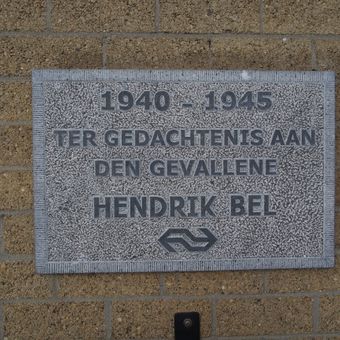 1940 - 1945
TER GEDACHTENIS AAN
DEN GEVALLENE
HENDRIK BEL